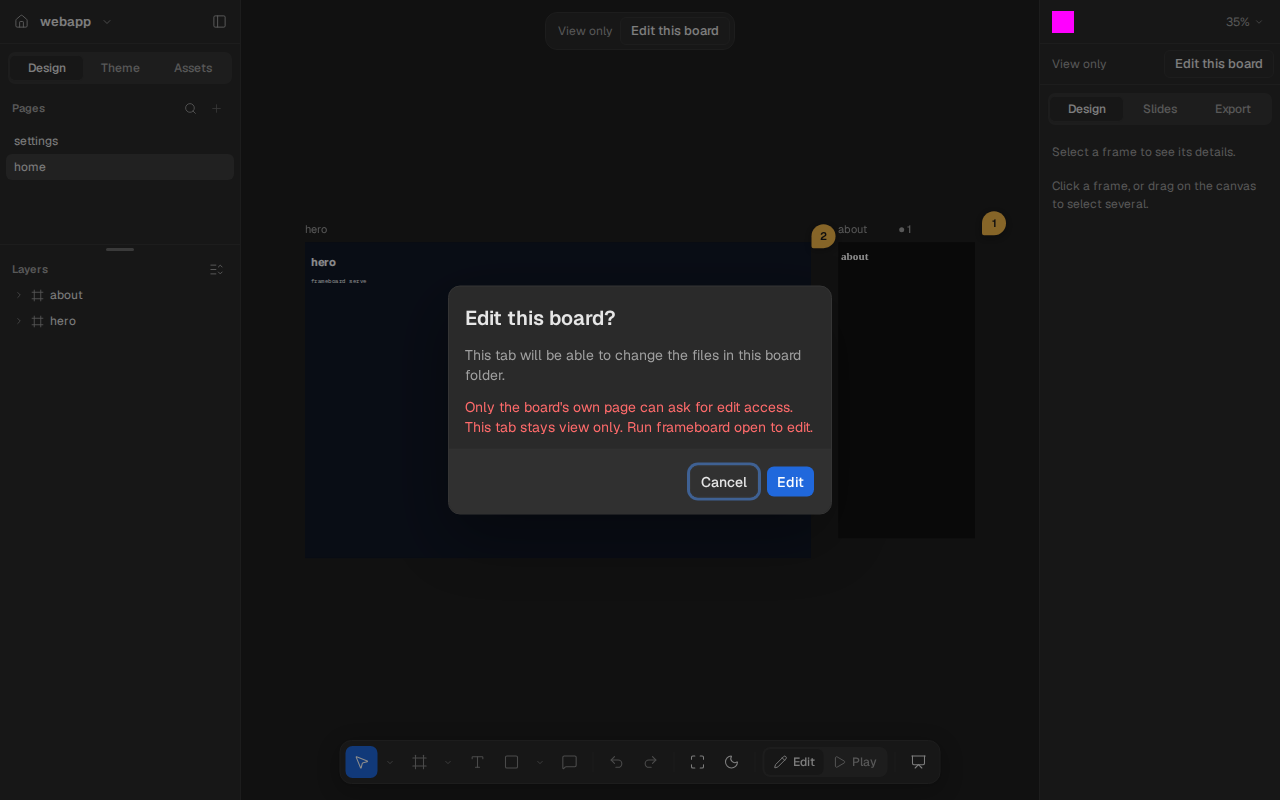 webapp
Design
Theme
Assets
Pages
settings
home
Layers
about
hero
View only
Edit this board
hero
2
about
1
1
hero
frameboard serve
about
Edit this board?
This tab will be able to change the files in this board
folder.
Only the board's own page can ask for edit access.
This tab stays view only. Run frameboard open to edit.
Cancel
Edit
Edit
Play
35%
View only
Edit this board
Design
Slides
Export
Select a frame to see its details.
Click a frame, or drag on the canvas
to select several.